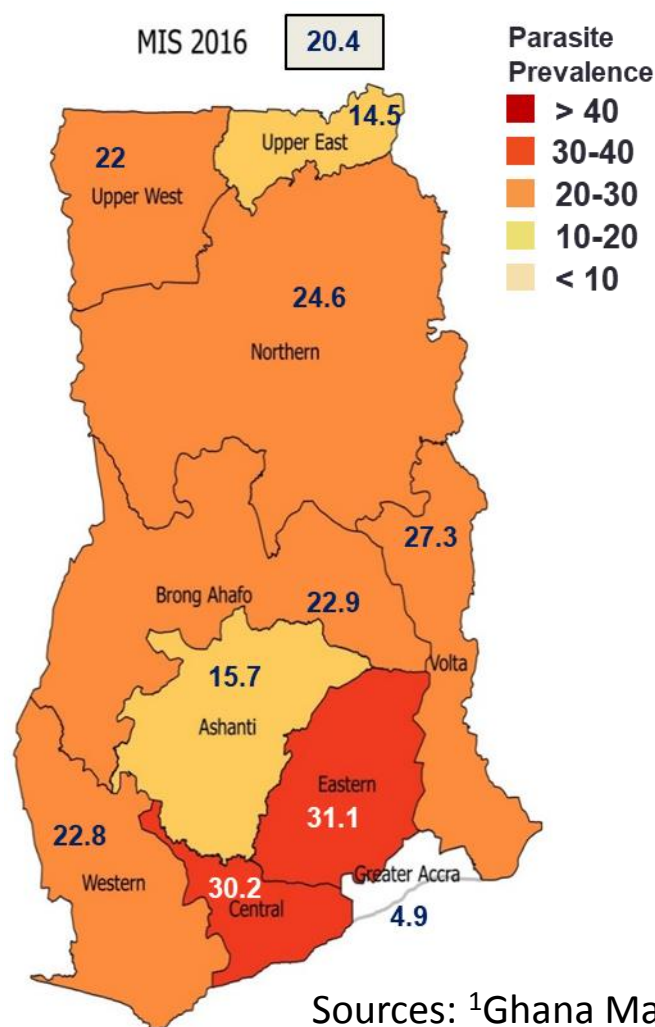 MIS 2016
20.4
Parasite
Prevalence
> 40
30-40
20-30
10-20
< 10
14.5
Upper East
22
Upper West
24.6
Northern
27.3
Brong Ahafo
22.9
Volta
15.7
Ashanti
Eastern
31.1
22.8
Western
30.2
Central
Greater Accra
4.9
Sources: ¹Ghana Ma